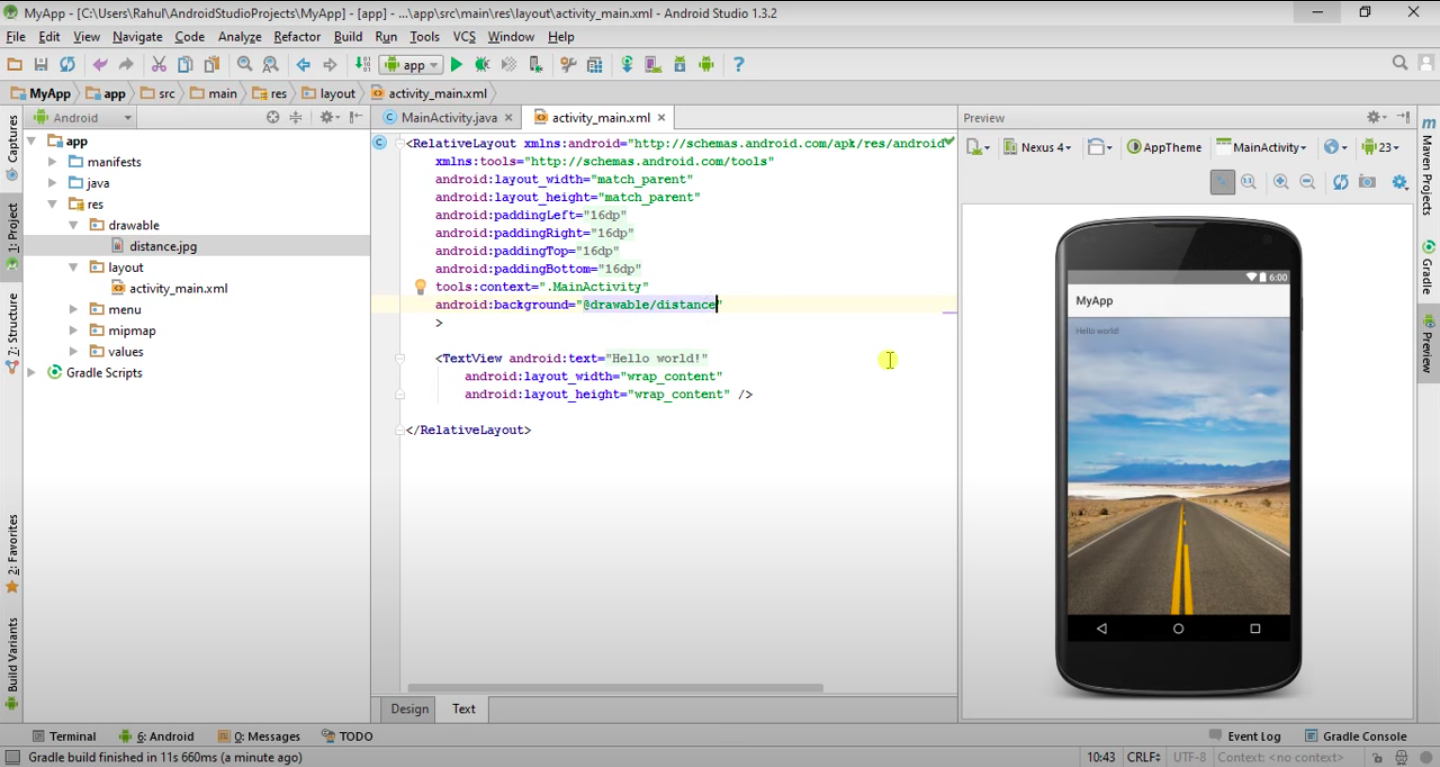 MyApp - [C:\Users\Rahul\AndroidStudioProjects\MyApp] - [app] - ...\app\src\main\res\layout\activity_main.xml - Android Studio 1.3.2
File Edit View Navigate Code Analyze Refactor Build Run Tools VCS Window Help
app
MyApp app src main res layout activity_main.xml
Android
MainActivity.java activity_main.xml
Preview
app
manifests
java
res
drawable
distance.jpg
layout
activity_main.xml
menu
mipmap
values
Gradle Scripts
<RelativeLayout xmlns:android="http://schemas.android.com/apk/res/android
xmlns:tools="http://schemas.android.com/tools"
android:layout_width="match_parent"
android:layout_height="match_parent"
android:paddingLeft="16dp"
android:paddingRight="16dp"
android:paddingTop="16dp"
android:paddingBottom="16dp"
tools:context=".MainActivity"
android:background="@drawable/distance"
>
<TextView android:text="Hello world!"
android:layout_width="wrap_content"
android:layout_height="wrap_content" />
</RelativeLayout>
Nexus 4 AppTheme MainActivity 23
1:1
6:00
MyApp
Hello world!
Captures
1: Project
7: Structure
2: Favorites
Build Variants
m
Maven Projects
Gradle
Preview
Design Text
Terminal 6: Android 0: Messages TODO Event Log Gradle Console
Gradle build finished in 11s 660ms (a minute ago) 10:43 CRLF UTF-8 Context: <no context>